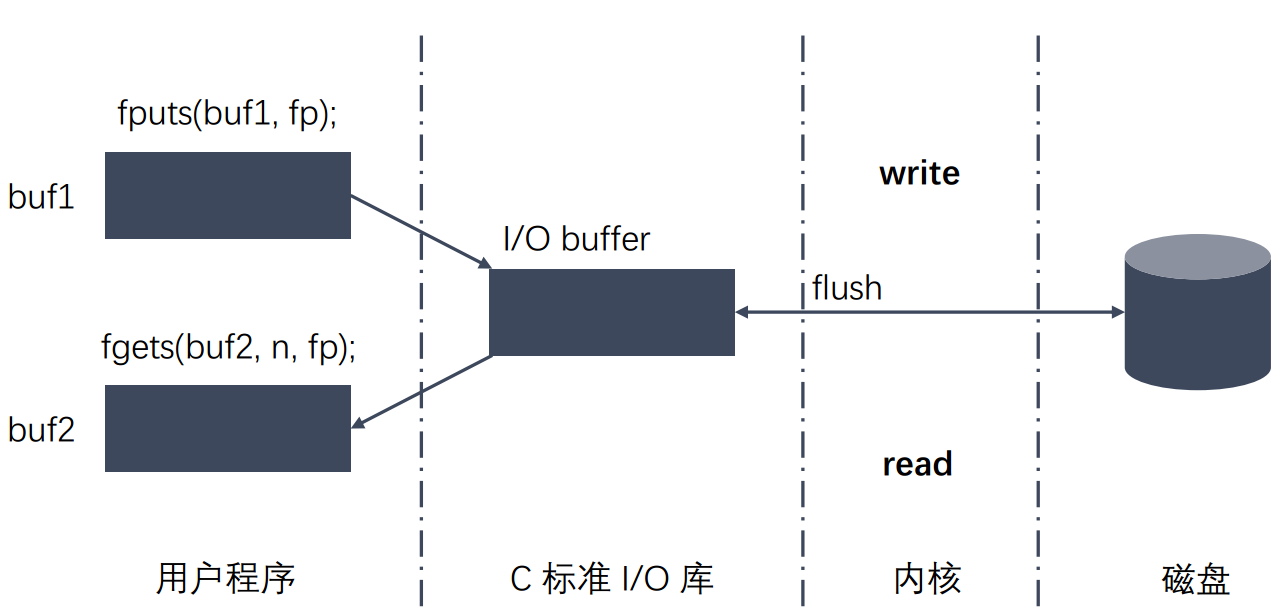 fputs(buf1, fp);
buf1
I/O buffer
write
flush
fgets(buf2, n, fp);
buf2
read
用户程序
C 标准 I/O 库
内核
磁盘